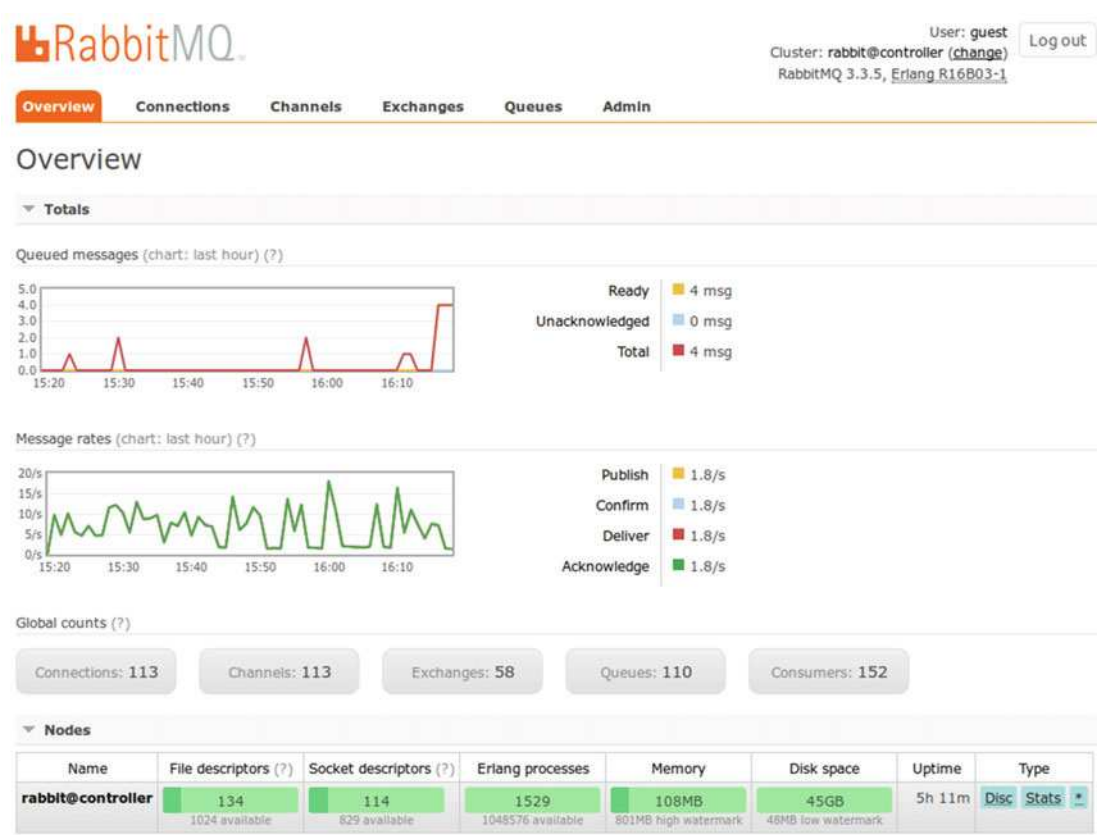 RabbitMQ
User: guest
Cluster: rabbit@controller (change)
RabbitMQ 3.3.5, Erlang R16B03-1
Log out
Overview Connections Channels Exchanges Queues Admin
Overview
Totals
Queued messages (chart: last hour) (?)
5.0
4.0
3.0
2.0
1.0
0.0
15:20 15:30 15:40 15:50 16:00 16:10
Ready 4 msg
Unacknowledged 0 msg
Total 4 msg
Message rates (chart: last hour) (?)
20/s
15/s
10/s
5/s
0/s
15:20 15:30 15:40 15:50 16:00 16:10
Publish 1.8/s
Confirm 1.8/s
Deliver 1.8/s
Acknowledge 1.8/s
Global counts (?)
Connections: 113 Channels: 113 Exchanges: 58 Queues: 110 Consumers: 152
Nodes
Name File descriptors (?) Socket descriptors (?) Erlang processes Memory Disk space Uptime Type
rabbit@controller 134 114 1529 108MB 45GB 5h 11m Disc Stats *
1024 available 829 available 1048576 available 801MB high watermark 48MB low watermark